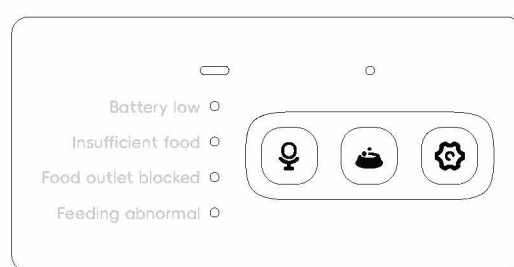 Battery low
Insufficient food
Food outlet blocked
Feeding abnormal